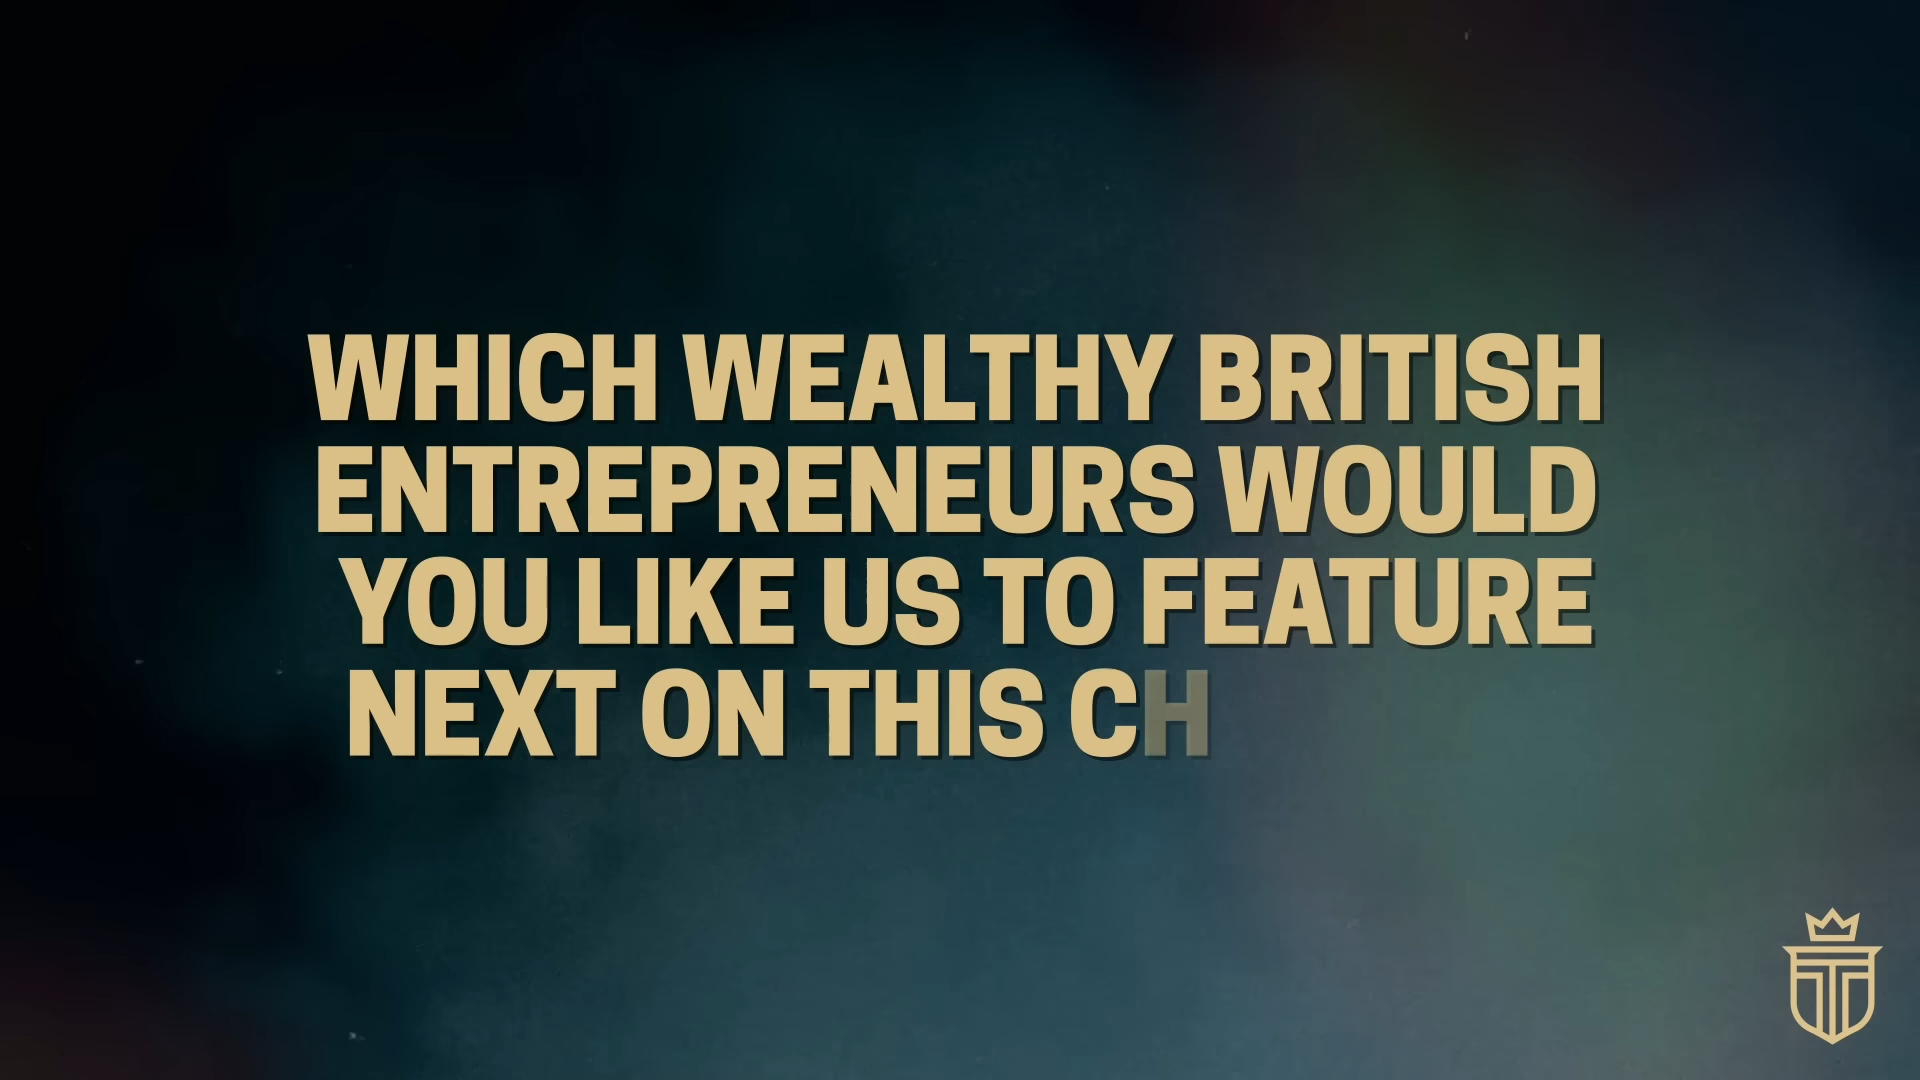 WHICH WEALTHY BRITISH
ENTREPRENEURS WOULD
YOU LIKE US TO FEATURE
NEXT ON THIS CH